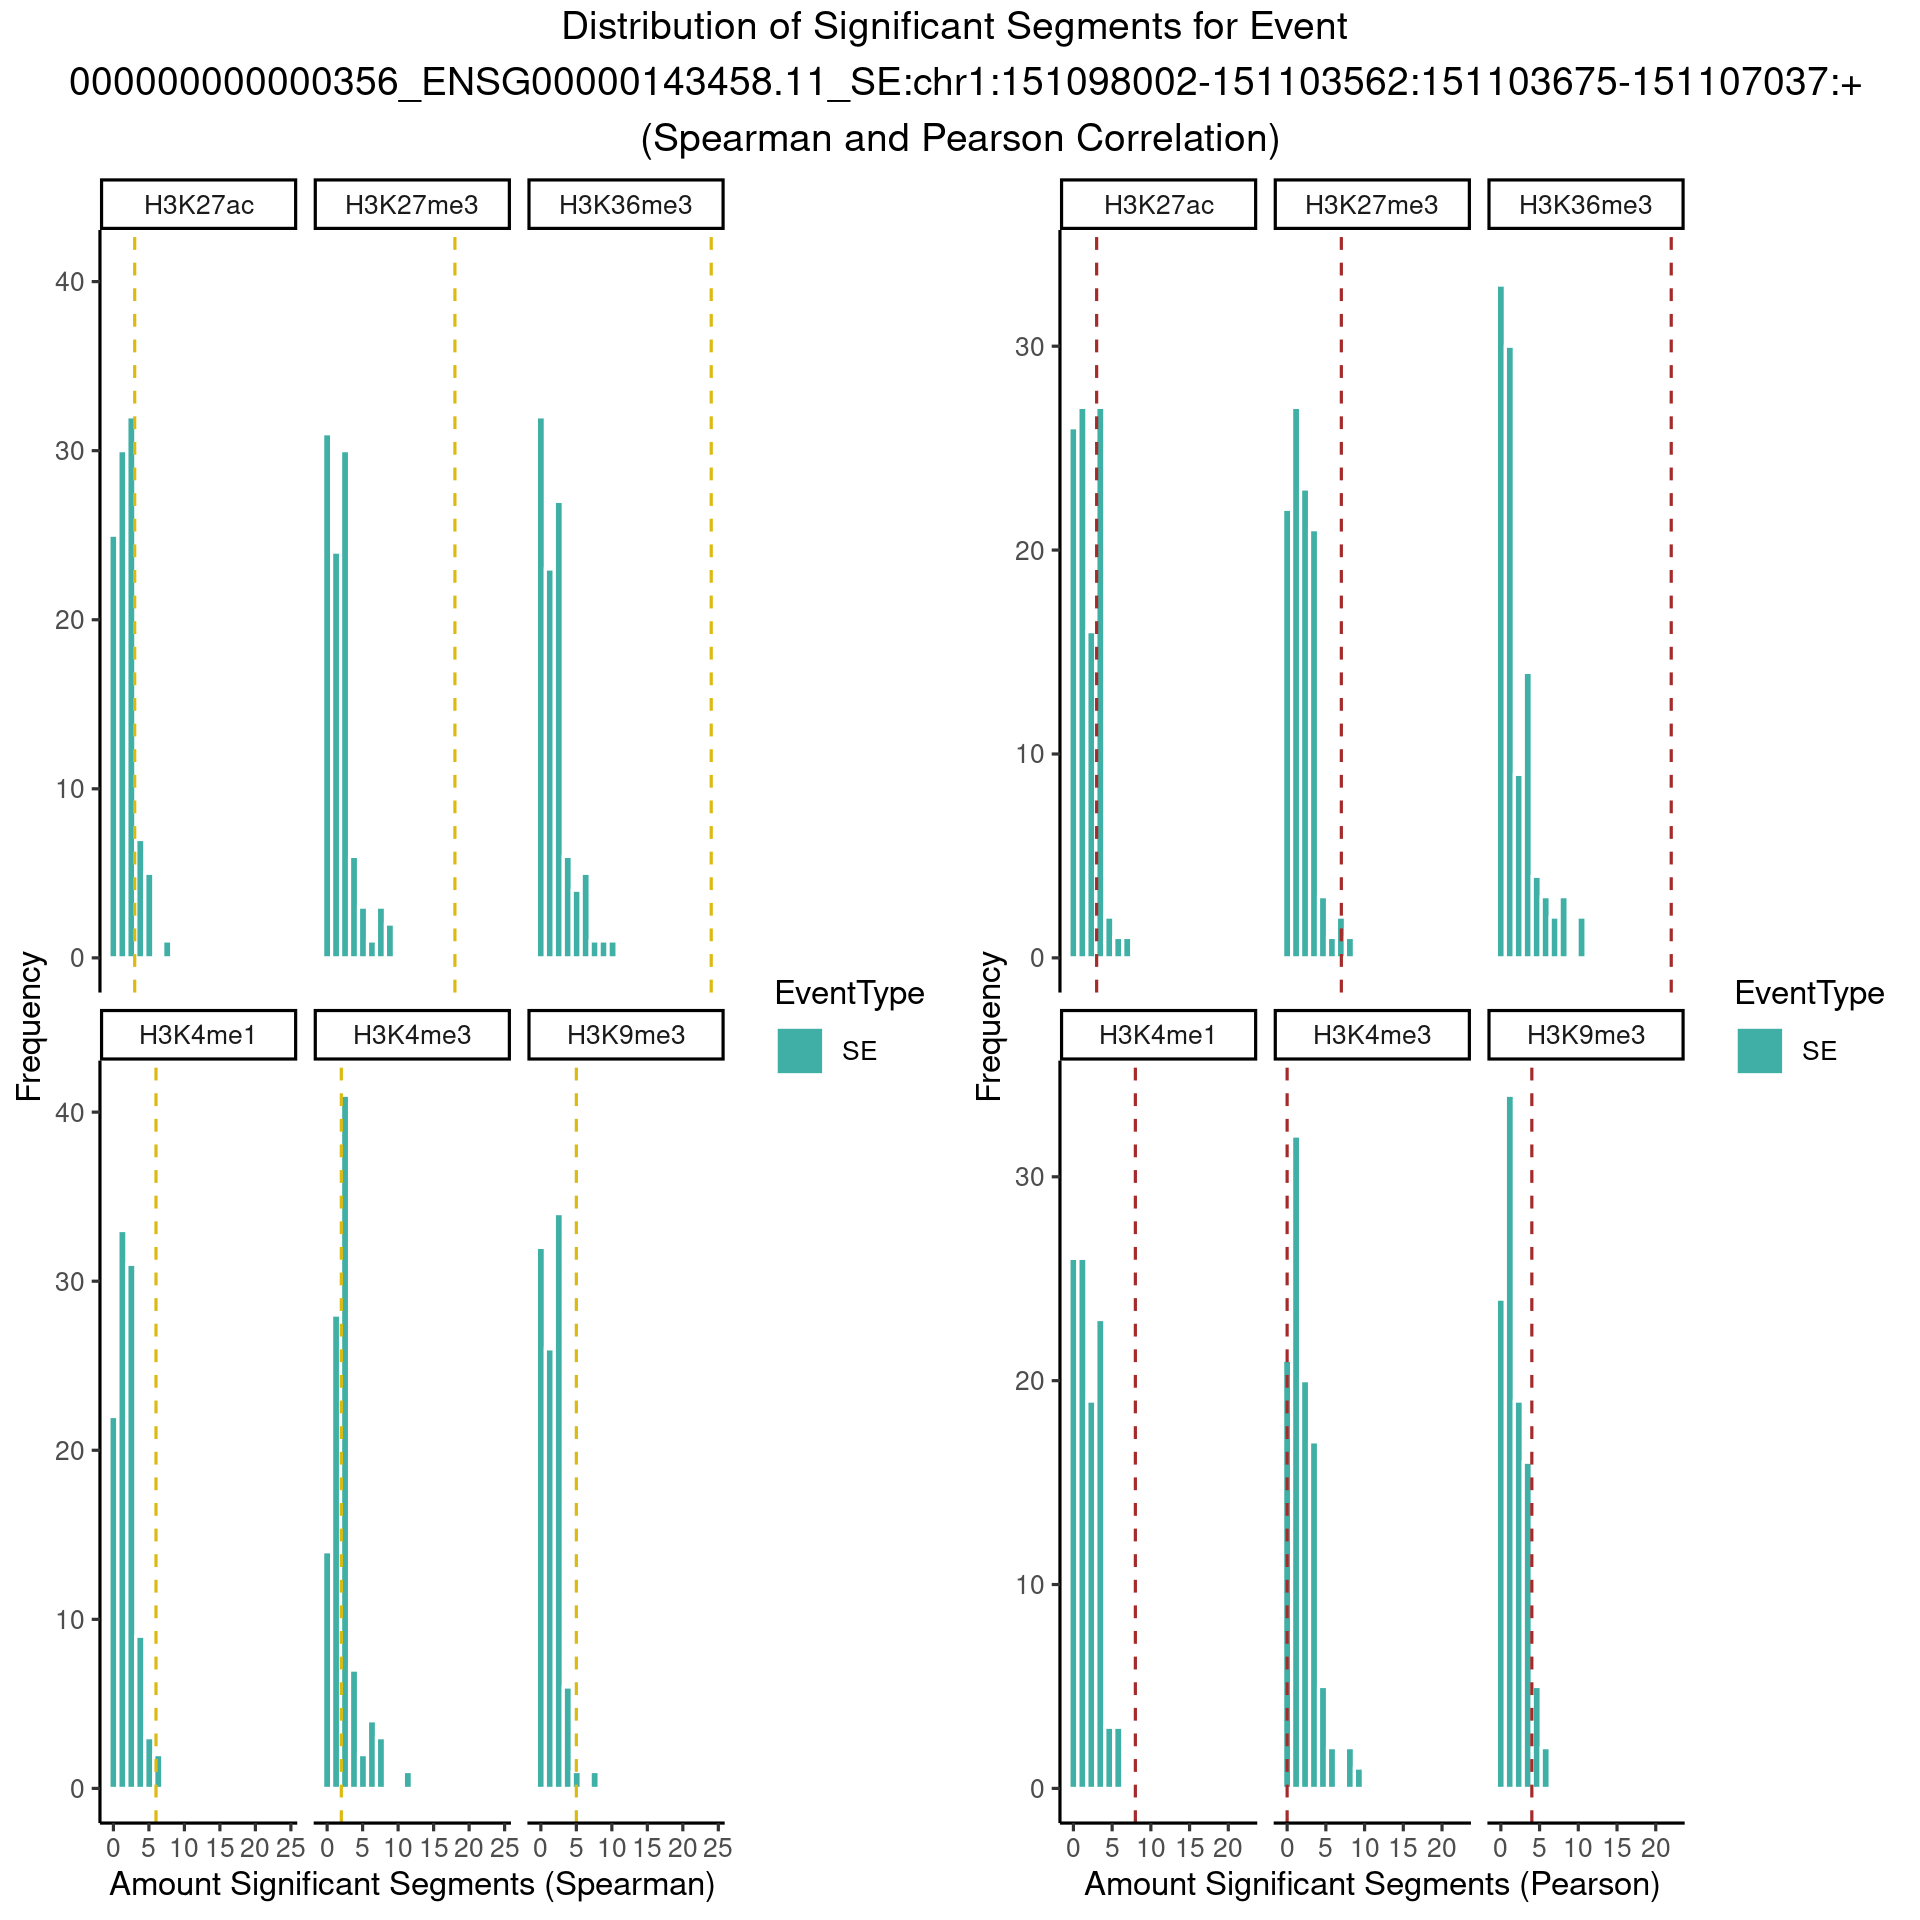 Distribution of Significant Segments for Event
000000000000356_ENSG00000143458.11_SE:chr1:151098002-151103562:151103675-151107037:+
(Spearman and Pearson Correlation)
H3K27ac H3K27me3 H3K36me3
40
30
20
10
0
H3K4me1 H3K4me3 H3K9me3
40
30
20
10
0
0 5 10 15 20 25 0 5 10 15 20 25 0 5 10 15 20 25
Amount Significant Segments (Spearman)
Frequency
EventType
SE
H3K27ac H3K27me3 H3K36me3
30
20
10
0
H3K4me1 H3K4me3 H3K9me3
30
20
10
0
0 5 10 15 20 0 5 10 15 20 0 5 10 15 20
Amount Significant Segments (Pearson)
Frequency
EventType
SE